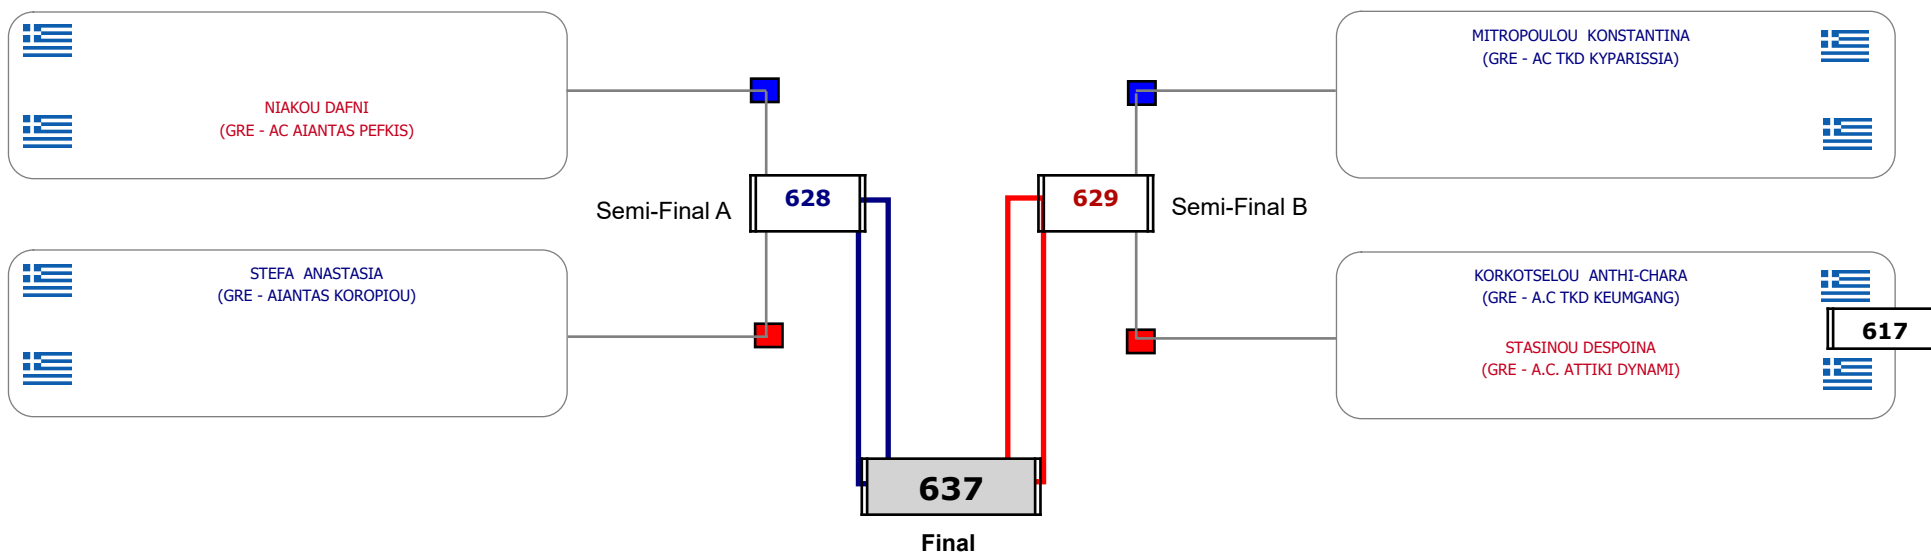 NIAKOU DAFNI
(GRE - AC AIANTAS PEFKIS)
STEFA ANASTASIA
(GRE - AIANTAS KOROPIOU)
Semi-Final A
628
629
Semi-Final B
MITROPOULOU KONSTANTINA
(GRE - AC TKD KYPARISSIA)
KORKOTSELOU ANTHI-CHARA
(GRE - A.C TKD KEUMGANG)
617
STASINOU DESPOINA
(GRE - A.C. ATTIKI DYNAMI)
637
Final